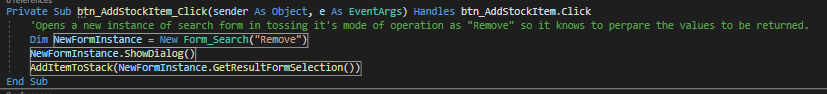 Private Sub btn_AddStockItem_Click(sender As Object, e As EventArgs) Handles btn_AddStockItem.Click
'Opens a new instance of search form in tossing it's mode of operation as "Remove" so it knows to perpare the values to be returned.
Dim NewFormInstance = New Form_Search("Remove")
NewFormInstance.ShowDialog()
AddItemToStack(NewFormInstance.GetResultFormSelection())
End Sub